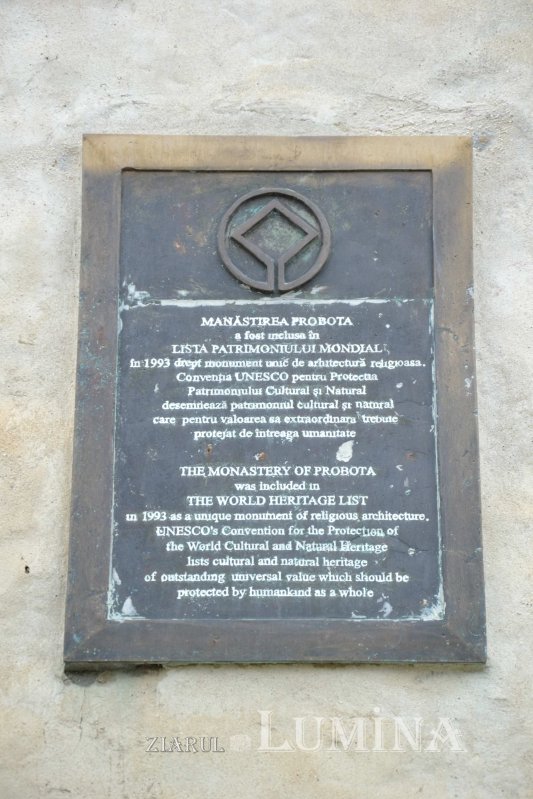 MANĂSTIREA PROBOTA
a fost inclusa în
LISTA PATRIMONIULUI MONDIAL
în 1993 drept monument unic de arhitectură religioasa.
Convenția UNESCO pentru Protectia
Patrimoniului Cultural și Natural
desemnează patrimoniul cultural și natural
care pentru valoarea sa extraordinara trebuie
protejat de întreaga umanitate
THE MONASTERY OF PROBOTA
was included in
THE WORLD HERITAGE LIST
in 1993 as a unique monument of religious architecture.
UNESCO's Convention for the Protection of
the World Cultural and Natural Heritage
lists cultural and natural heritage
of outstanding universal value which should be
protected by humankind as a whole
ZIARUL LUMINA